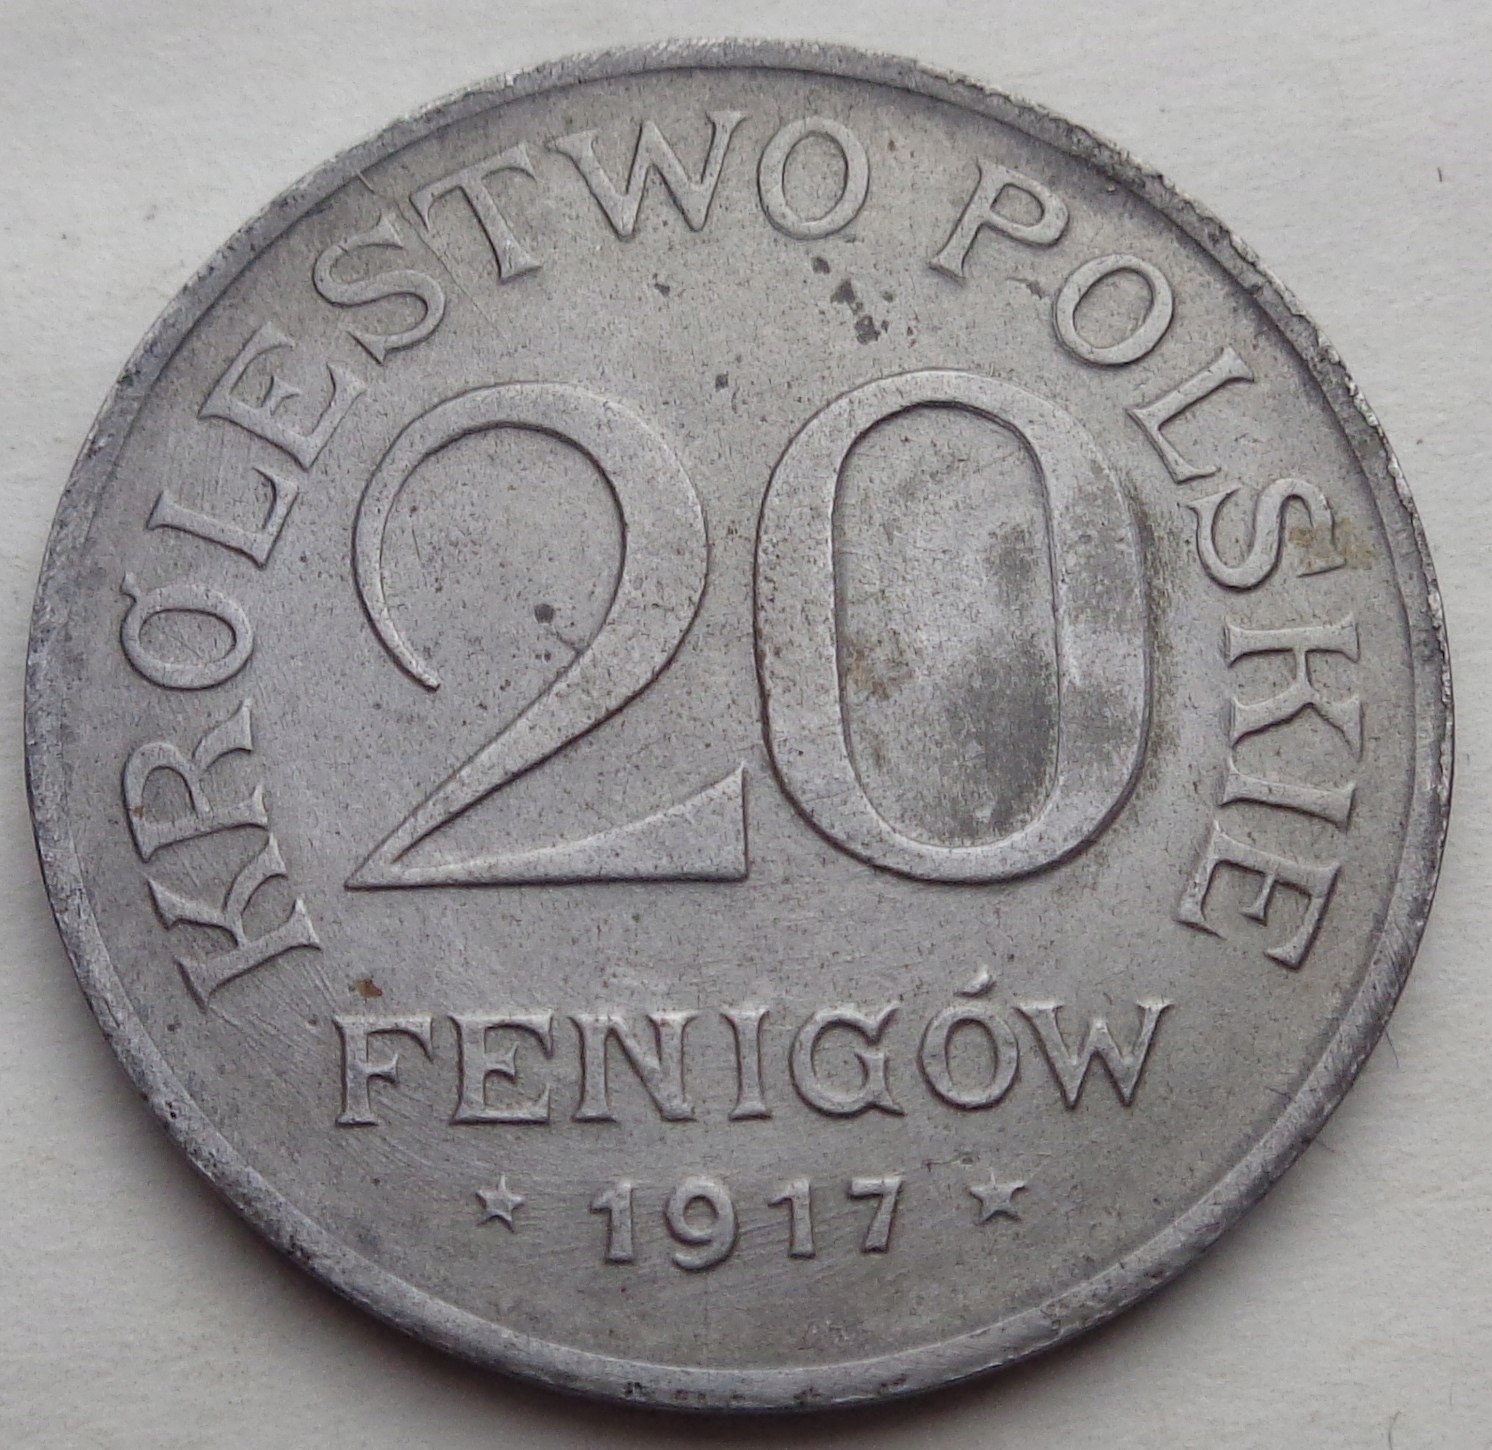 KRÓLESTWO POLSKIE
20
FENIGÓW
★ 1917 ★